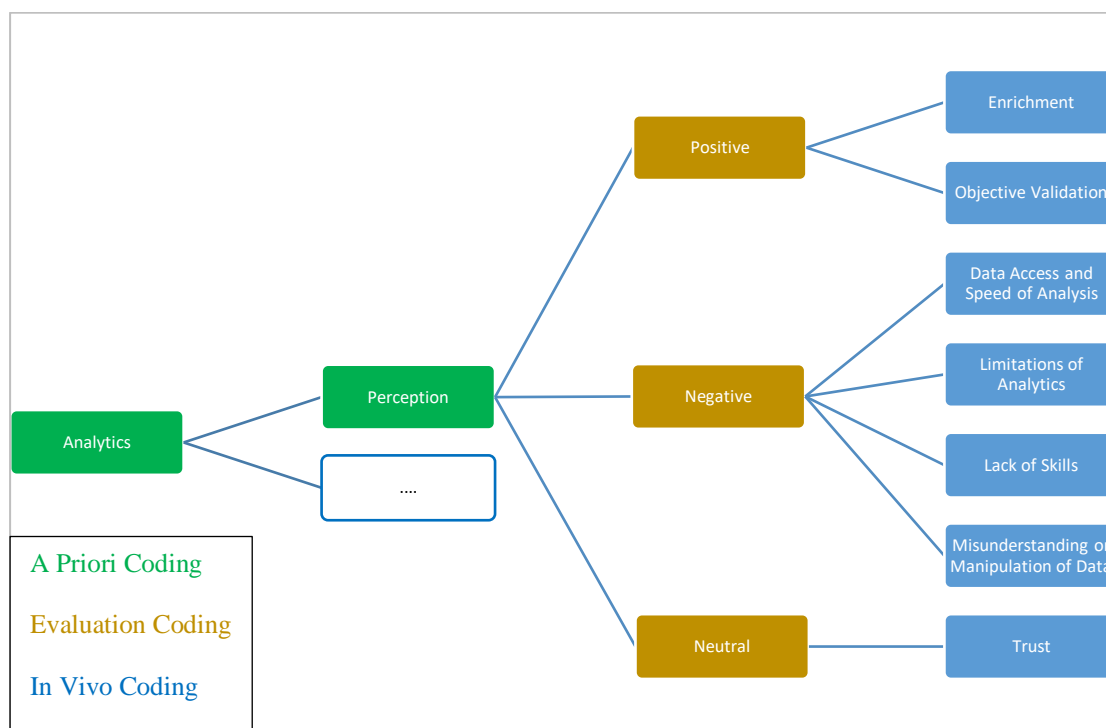 Enrichment
Positive
Objective Validation
Data Access and
Speed of Analysis
Limitations of
Analytics
Perception
Negative
Analytics
Lack of Skills
....
Misunderstanding or
Manipulation of Data
A Priori Coding
Evaluation Coding
Neutral
Trust
In Vivo Coding